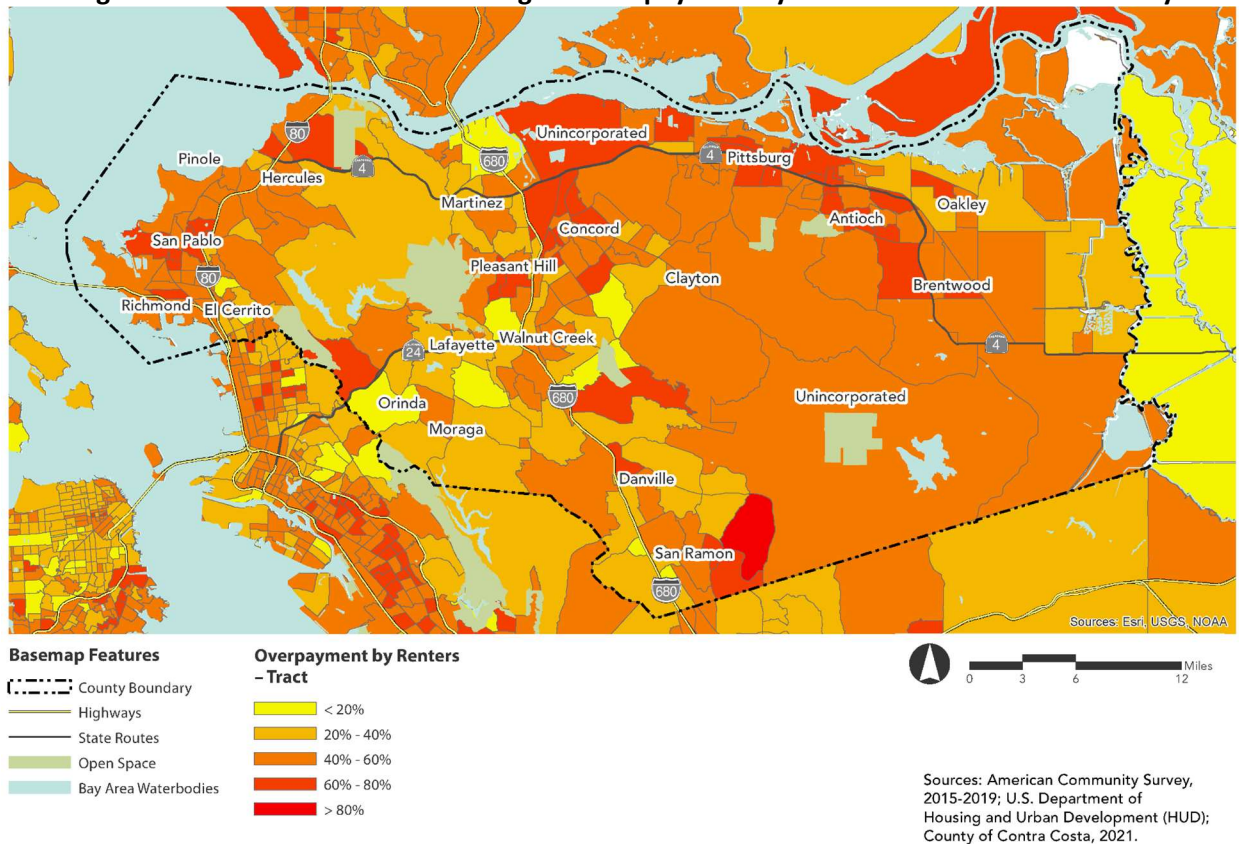 80
Unincorporated
Pinole
680
4
Pittsburg
4
Hercules
Martinez
Oakley
Antioch
San Pablo
Concord
Pleasant Hill
Clayton
80
Brentwood
Richmond
El Cerrito
Lafayette
Walnut Creek
24
4
Orinda
680
Unincorporated
Moraga
Danville
San Ramon
680
Sources: Esri, USGS, NOAA
Basemap Features
County Boundary
Highways
State Routes
Open Space
Bay Area Waterbodies
Overpayment by Renters
– Tract
< 20%
20% - 40%
40% - 60%
60% - 80%
> 80%
Miles
0 3 6 12
Sources: American Community Survey,
2015-2019; U.S. Department of
Housing and Urban Development (HUD);
County of Contra Costa, 2021.